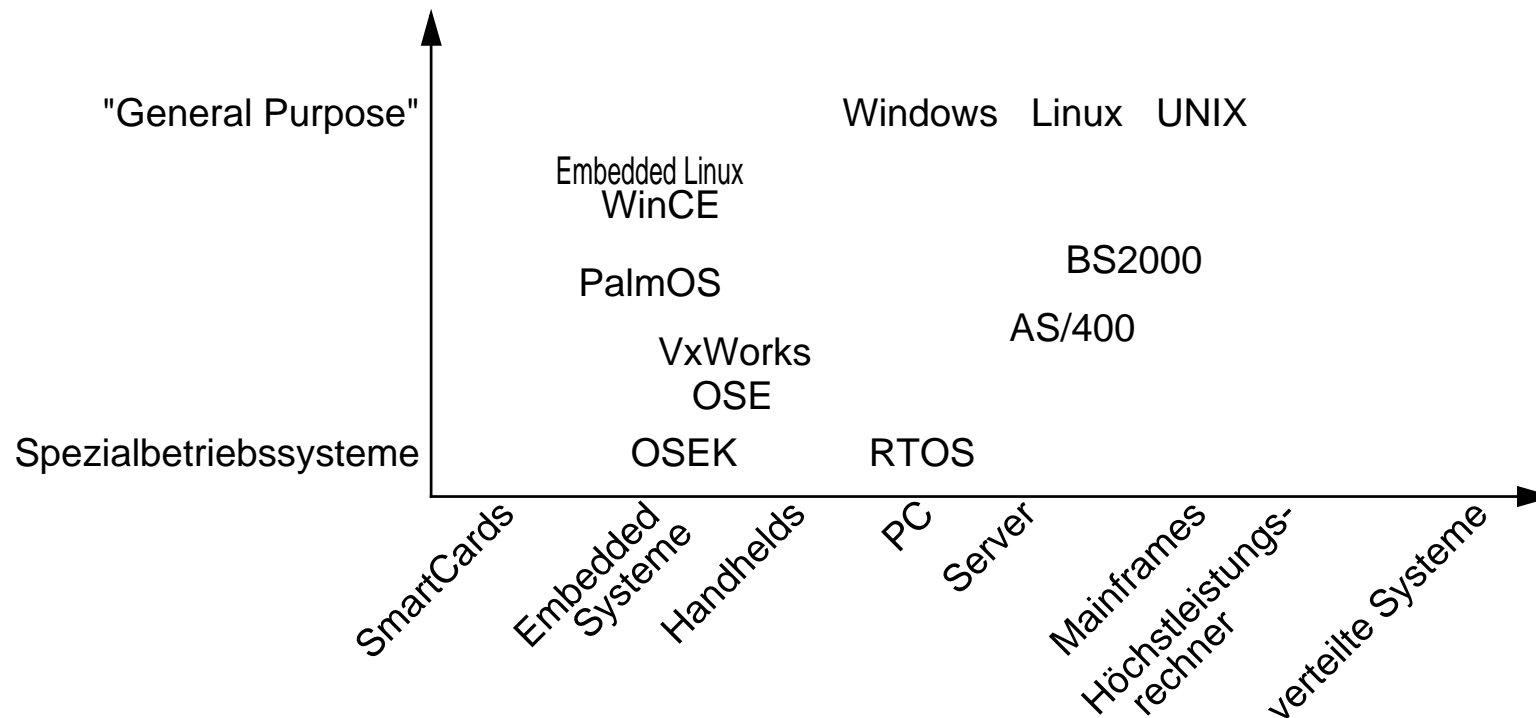 "General Purpose"
Windows Linux UNIX
Embedded Linux
WinCE
BS2000
PalmOS
AS/400
VxWorks
OSE
Spezialbetriebssysteme
OSEK
RTOS
SmartCards
Embedded
Systeme
Handhelds
PC
Server
Mainframes
Höchstleistungs-
rechner
verteilte Systeme